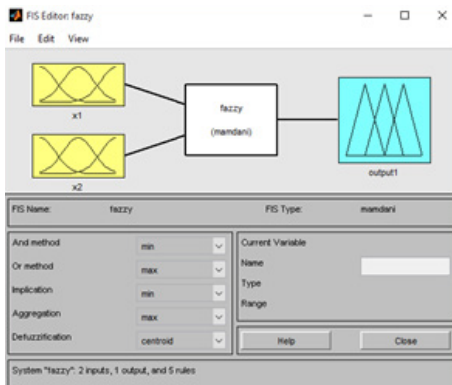 FIS Editor: fazzy
File Edit View
x1
fazzy
(mamdani)
x2
output1
FIS Name: fazzy FIS Type: mamdani
And method min
Or method max
Implication min
Aggregation max
Defuzzification centroid
Current Variable
Name
Type
Range
Help Close
System "fazzy": 2 inputs, 1 output, and 5 rules